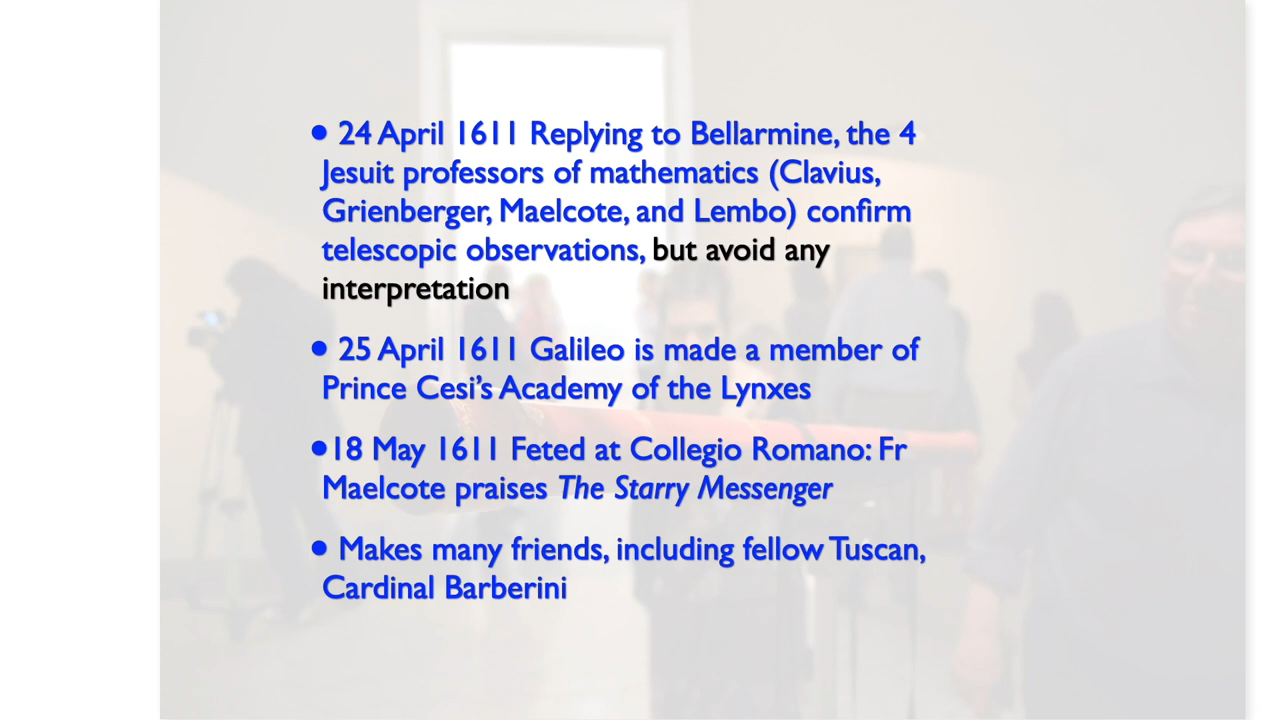 • 24 April 1611 Replying to Bellarmine, the 4
Jesuit professors of mathematics (Clavius,
Grienberger, Maelcote, and Lembo) confirm
telescopic observations, but avoid any
interpretation
• 25 April 1611 Galileo is made a member of
Prince Cesi's Academy of the Lynxes
•18 May 1611 Feted at Collegio Romano: Fr
Maelcote praises The Starry Messenger
• Makes many friends, including fellow Tuscan,
Cardinal Barberini